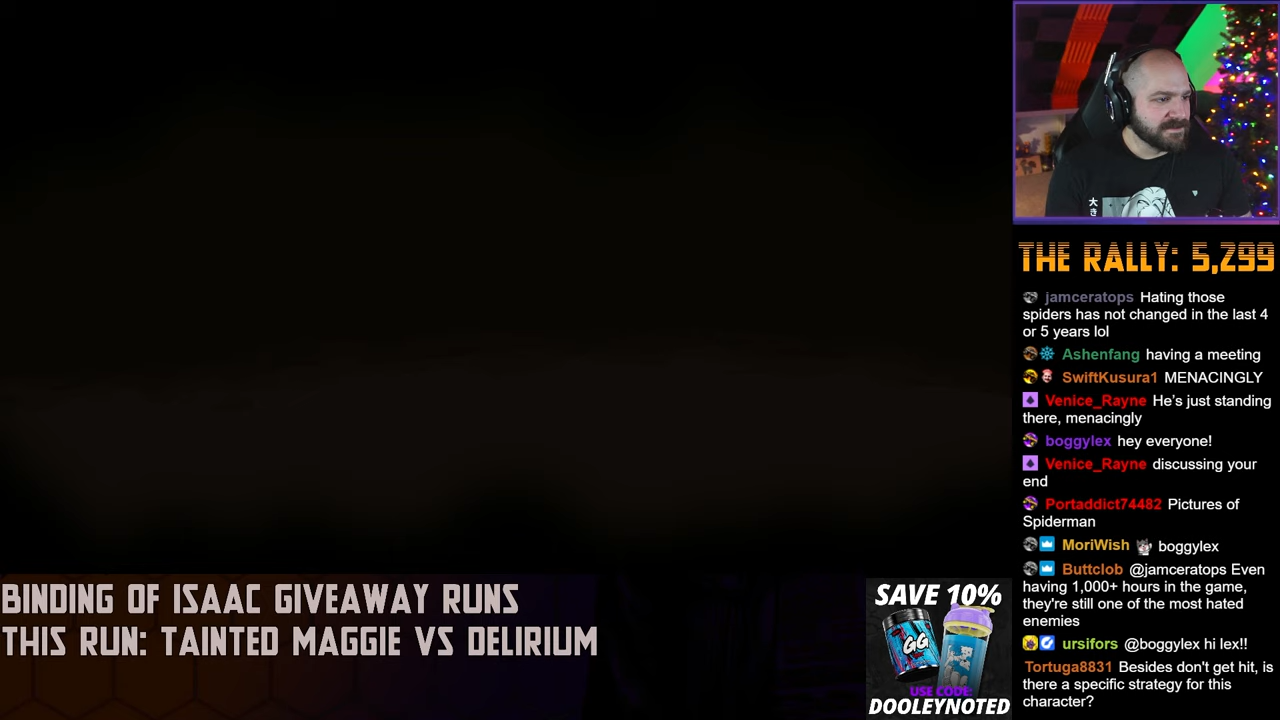 THE RALLY: 5,299
jamceratops Hating those
spiders has not changed in the last 4
or 5 years lol
Ashenfang having a meeting
SwiftKusura1 MENACINGLY
Venice_Rayne He's just standing
there, menacingly
boggylex hey everyone!
Venice_Rayne discussing your
end
Portaddict74482 Pictures of
Spiderman
MoriWish boggylex
Buttclob @jamceratops Even
having 1,000+ hours in the game,
they're still one of the most hated
enemies
ursifors @boggylex hi lex!!
Tortuga8831 Besides don't get hit, is
there a specific strategy for this
character?
BINDING OF ISAAC GIVEAWAY RUNS
THIS RUN: TAINTED MAGGIE VS DELIRIUM
SAVE 10%
GG
USE CODE:
DOOLEYNOTED